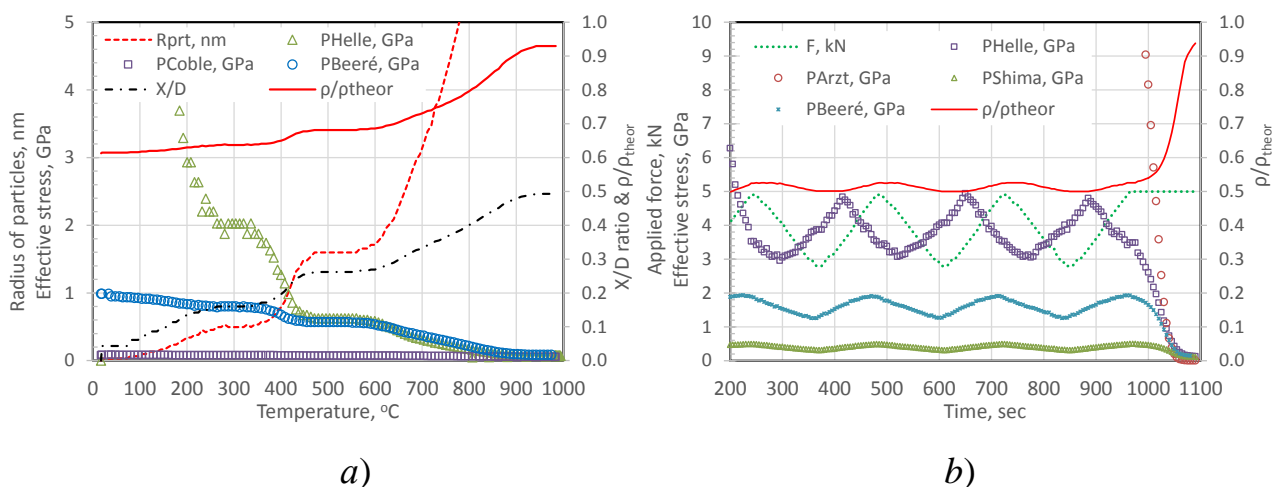 Radius of particles, nm
Effective stress, GPa
5
4
3
2
1
0
Rprt, nm
PHelle, GPa
PCoble, GPa
PBeeré, GPa
X/D
ρ/ρtheor
1.0
0.9
0.8
0.7
0.6
0.5
0.4
0.3
0.2
0.1
0.0
X/D ratio & ρ/ρtheor
0 100 200 300 400 500 600 700 800 900 1000
Temperature, oC
a)
Applied force, kN
Effective stress, GPa
10
9
8
7
6
5
4
3
2
1
0
F, kN
PHelle, GPa
PArzt, GPa
PShima, GPa
PBeeré, GPa
ρ/ρtheor
1.0
0.9
0.8
0.7
0.6
0.5
0.4
0.3
0.2
0.1
0.0
ρ/ρtheor
200 300 400 500 600 700 800 900 1000 1100
Time, sec
b)